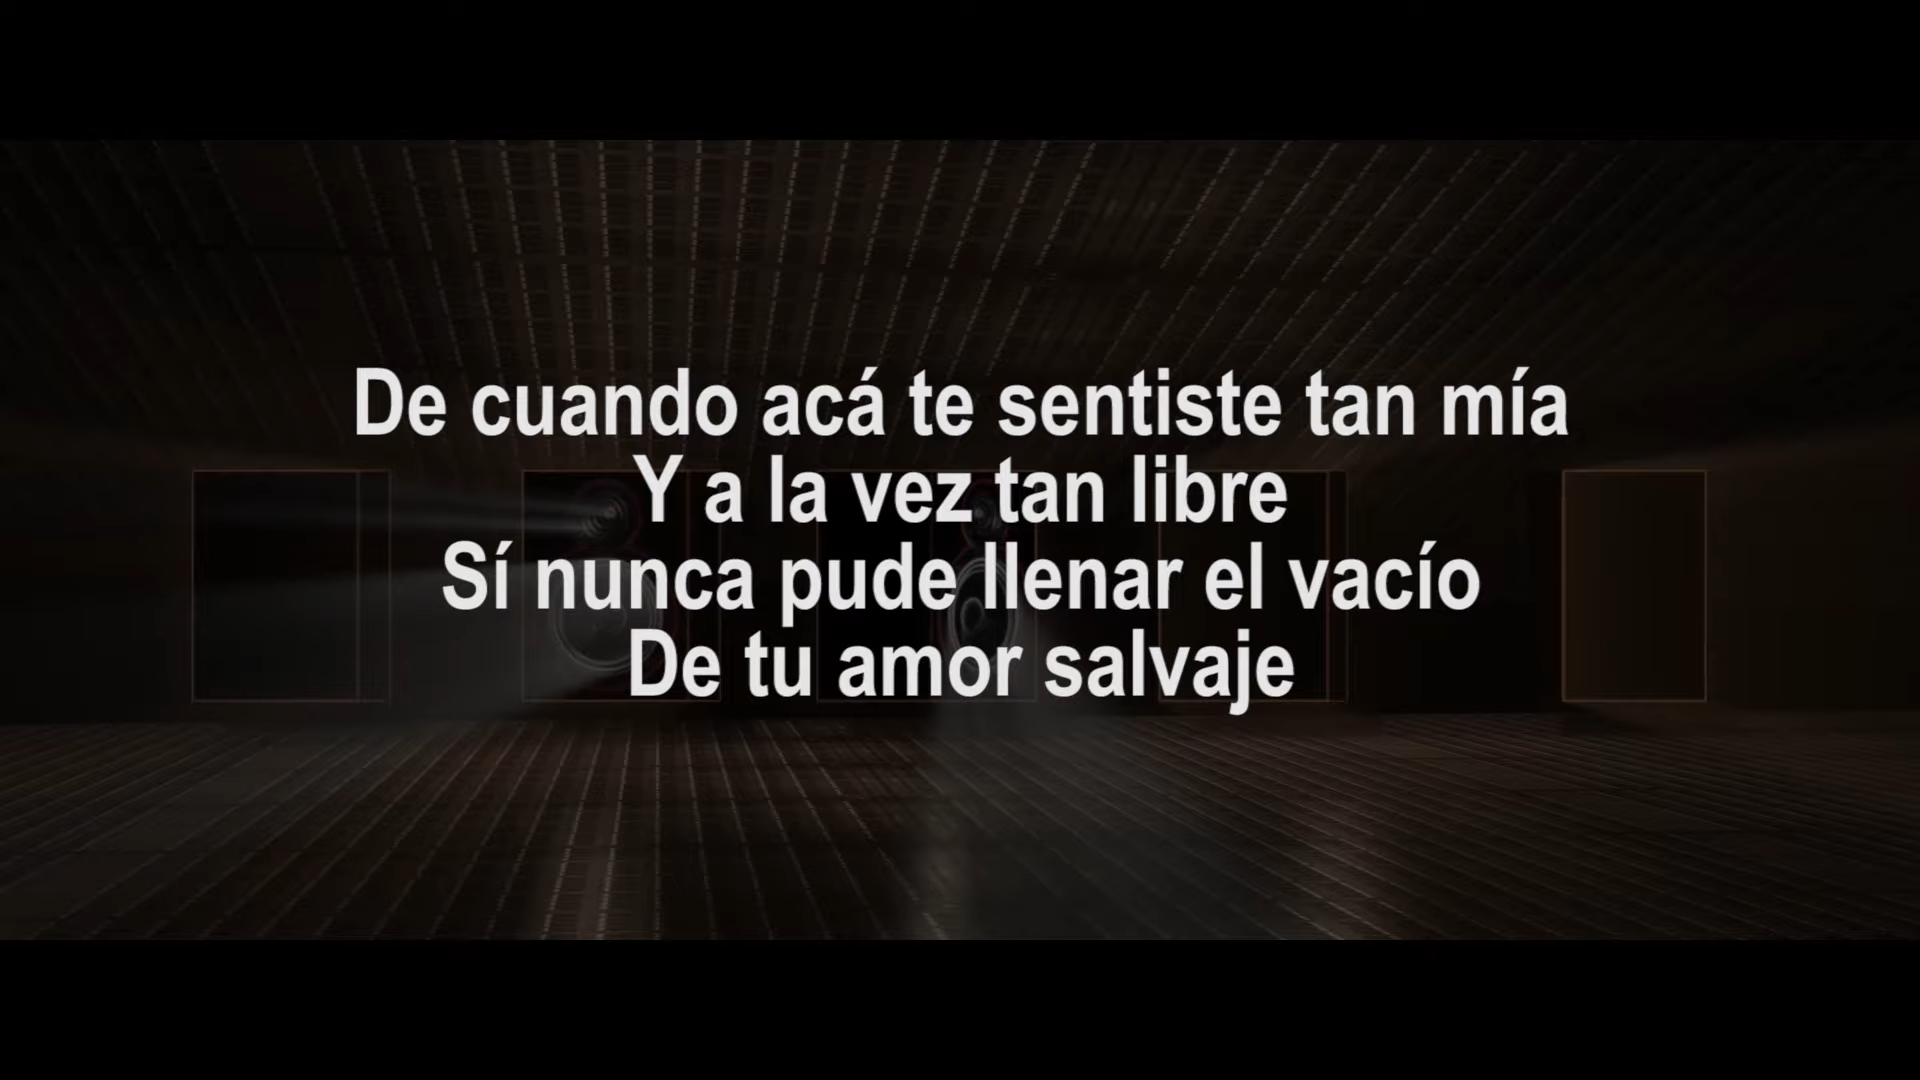 De cuando acá te sentiste tan mía
Y a la vez tan libre
Sí nunca pude llenar el vacío
De tu amor salvaje